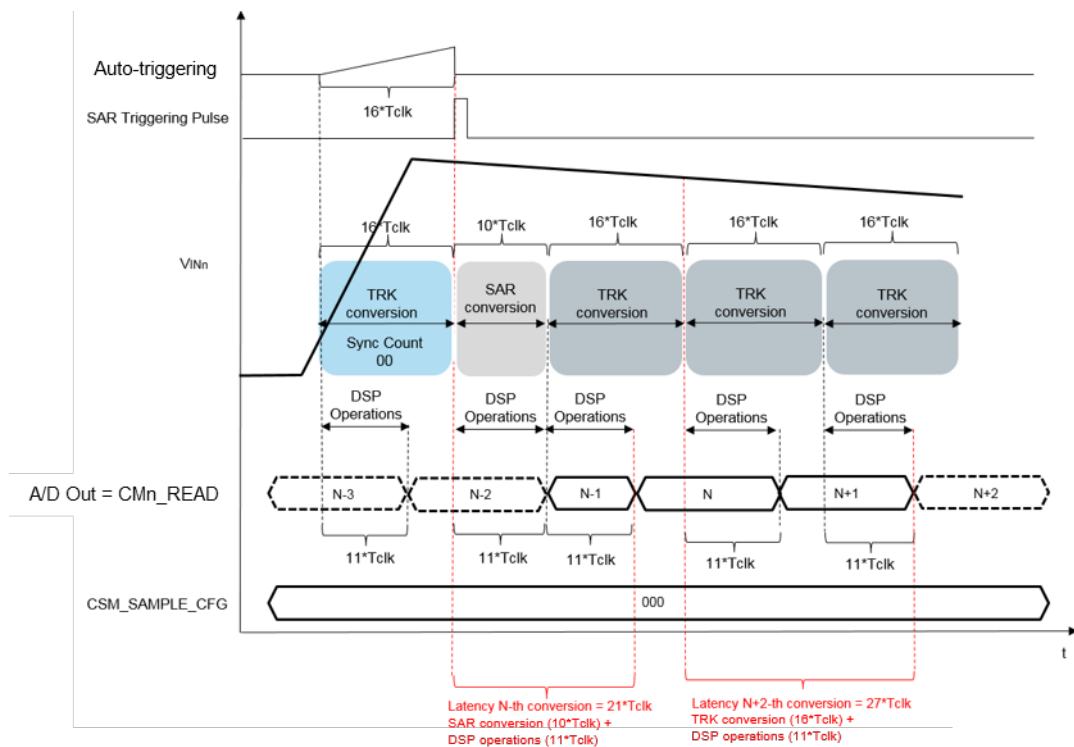 Auto-triggering
16*Tclk
SAR Triggering Pulse
16*Tclk
10*Tclk
16*Tclk
16*Tclk
16*Tclk
VINn
TRK
conversion
Sync Count
00
SAR
conversion
TRK
conversion
TRK
conversion
TRK
conversion
DSP
Operations
DSP
Operations
DSP
Operations
DSP
Operations
DSP
Operations
A/D Out = CMn_READ
N-3
N-2
N-1
N
N+1
N+2
11*Tclk
11*Tclk
11*Tclk
11*Tclk
11*Tclk
CSM_SAMPLE_CFG
000
t
Latency N-th conversion = 21*Tclk
SAR conversion (10*Tclk) +
DSP operations (11*Tclk)
Latency N+2-th conversion = 27*Tclk
TRK conversion (16*Tclk) +
DSP operations (11*Tclk)